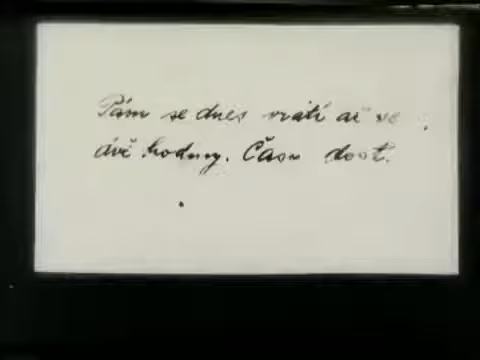 Pán se dnes vrátí až ve
dvě hodiny. Času dost.